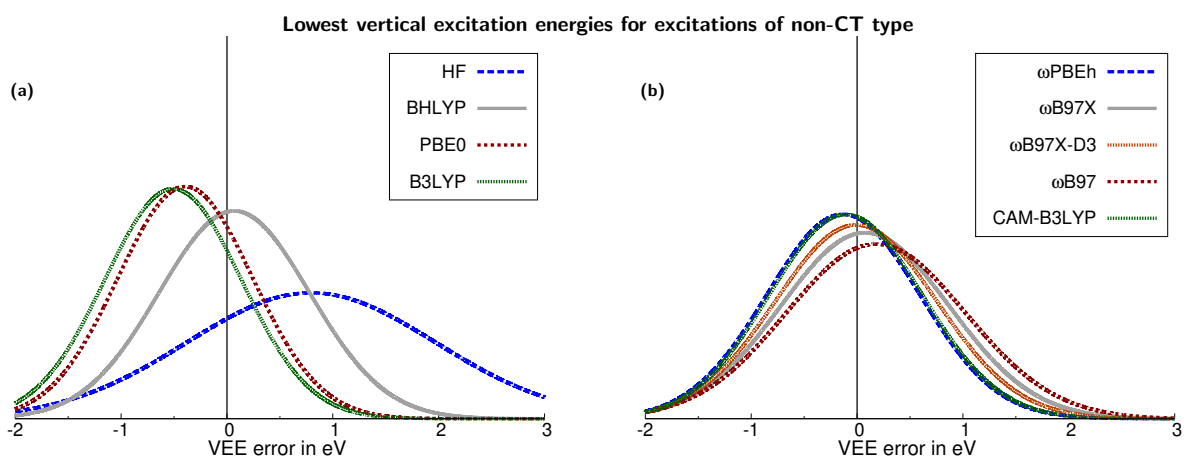 Lowest vertical excitation energies for excitations of non-CT type
(a)
HF
BHLYP
PBE0
B3LYP
-2 -1 0 1 2 3
VEE error in eV
(b)
ωPBEh
ωB97X
ωB97X-D3
ωB97
CAM-B3LYP
-2 -1 0 1 2 3
VEE error in eV